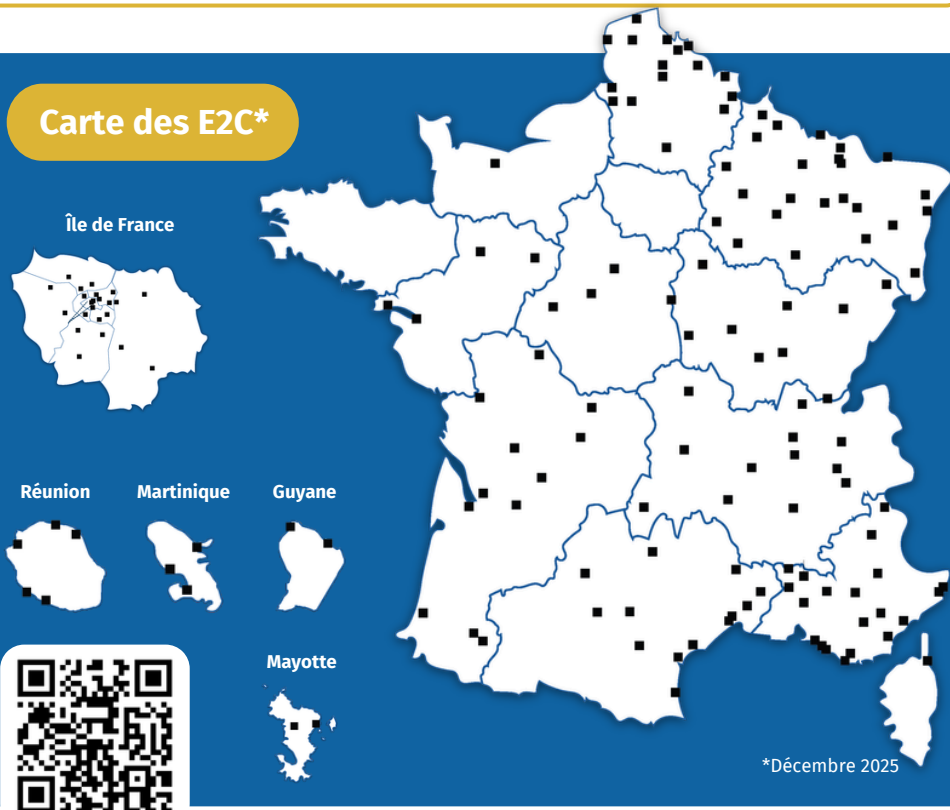 Carte des E2C*
Île de France
Réunion
Martinique
Guyane
Mayotte
*Décembre 2025